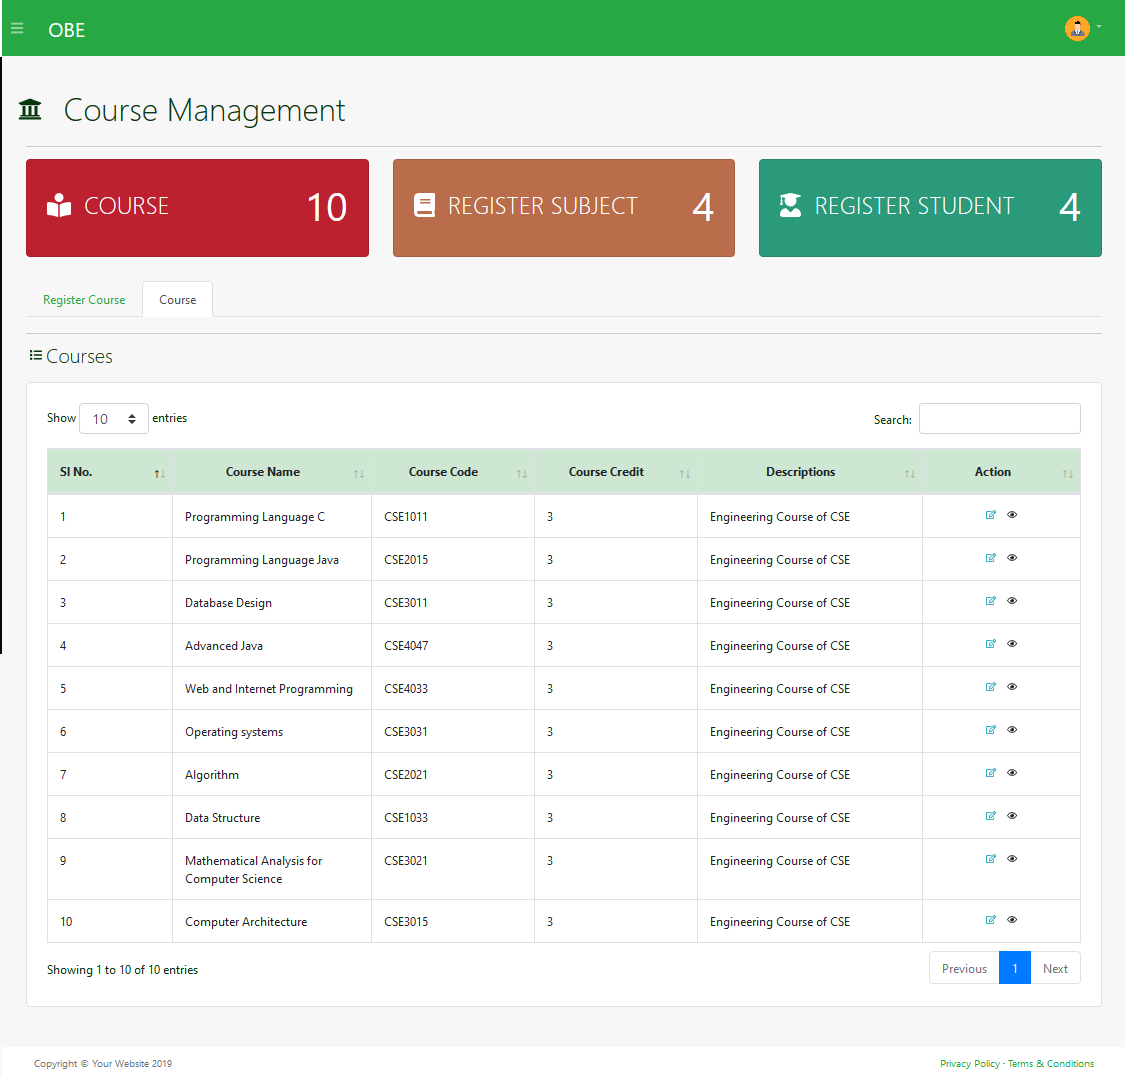 OBE
Course Management
COURSE 10
REGISTER SUBJECT 4
REGISTER STUDENT 4
Register Course Course
Courses
Show 10 entries Search:
Sl No. Course Name Course Code Course Credit Descriptions Action
1 Programming Language C CSE1011 3 Engineering Course of CSE
2 Programming Language Java CSE2015 3 Engineering Course of CSE
3 Database Design CSE3011 3 Engineering Course of CSE
4 Advanced Java CSE4047 3 Engineering Course of CSE
5 Web and Internet Programming CSE4033 3 Engineering Course of CSE
6 Operating systems CSE3031 3 Engineering Course of CSE
7 Algorithm CSE2021 3 Engineering Course of CSE
8 Data Structure CSE1033 3 Engineering Course of CSE
9 Mathematical Analysis for CSE3021 3 Engineering Course of CSE
Computer Science
10 Computer Architecture CSE3015 3 Engineering Course of CSE
Showing 1 to 10 of 10 entries Previous 1 Next
Copyright © Your Website 2019 Privacy Policy · Terms & Conditions